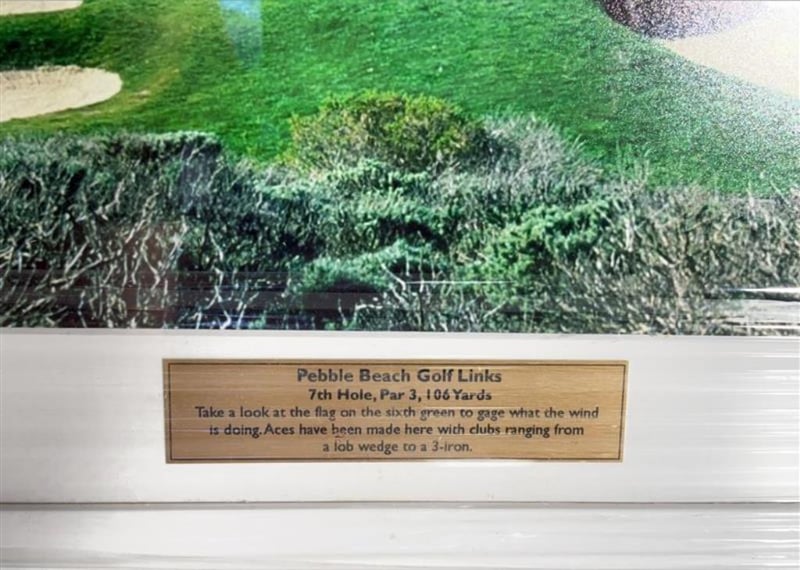 Pebble Beach Golf Links
7th Hole, Par 3, 106 Yards
Take a look at the flag on the sixth green to gage what the wind
is doing. Aces have been made here with clubs ranging from
a lob wedge to a 3-iron.